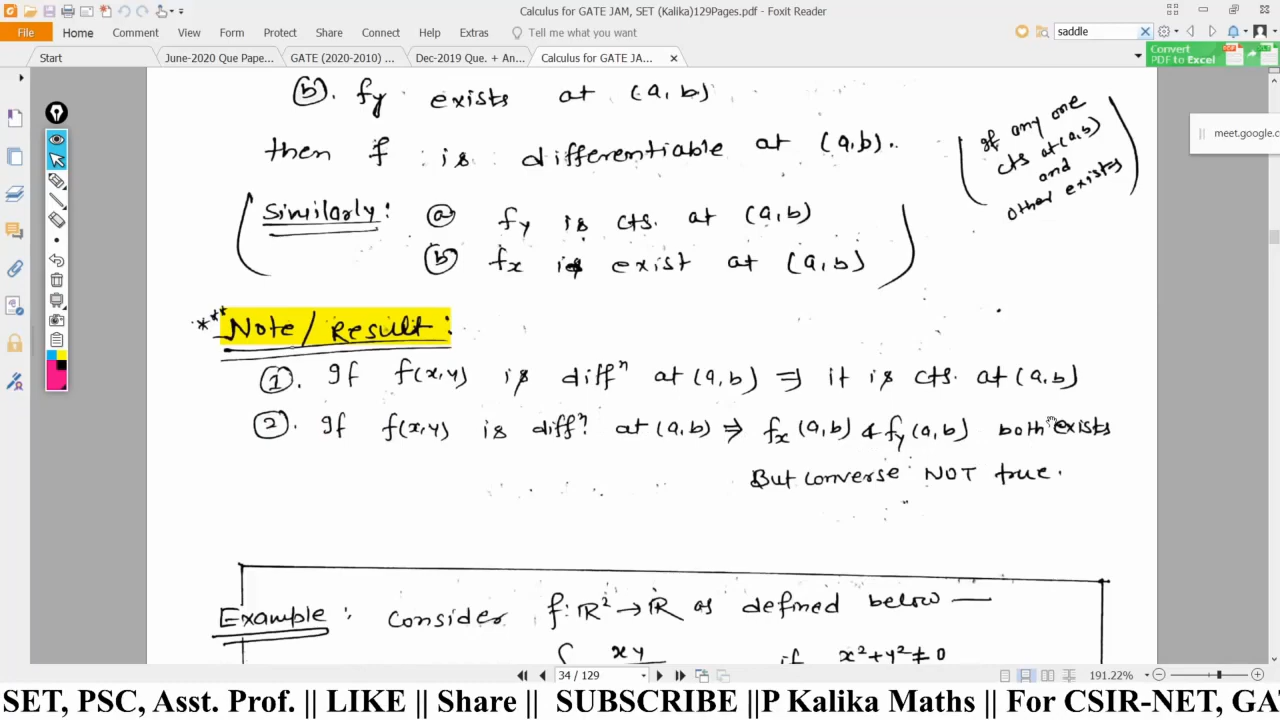 Calculus for GATE JAM, SET (Kalika)129Pages.pdf - Foxit Reader
File Home Comment View Form Protect Share Connect Help Extras Tell me what you want... saddle
Start June-2020 Que Pape... GATE (2020-2010) ... Dec-2019 Que. + An... Calculus for GATE JA... Convert PDF to Excel
(b). fy exists at (a,b)
then f is differentiable at (a,b).
(If any one
cts at (a,b)
and
other exists)
meet.google.c
(Similarly: (a) fy is cts. at (a,b)
(b) fx is exist at (a,b))
*** Note/Result:
(1). If f(x,y) is diffⁿ at (a,b) ⇒ it is cts. at (a,b)
(2). If f(x,y) is diffⁿ at (a,b) ⇒ fx (a,b) & fy (a,b) both exists
But converse NOT true.
Example: Consider f: ℝ² → ℝ as defined below —
xy if x²+y² ≠ 0
34 / 129 191.22%
SET, PSC, Asst. Prof. || LIKE || Share || SUBSCRIBE ||P Kalika Maths || For CSIR-NET, GA